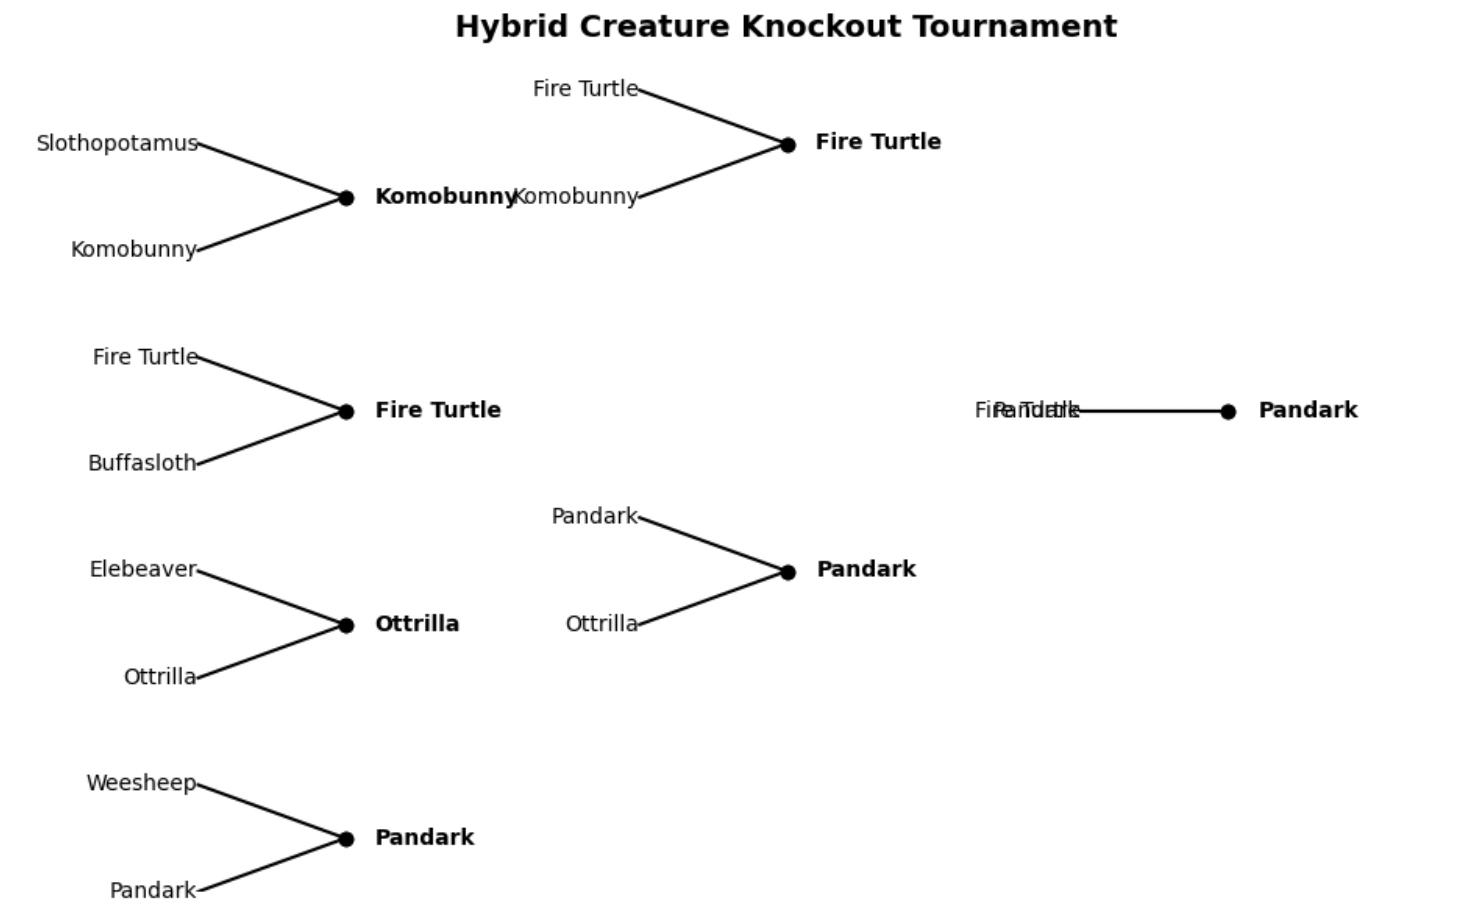 Hybrid Creature Knockout Tournament
Fire Turtle
Fire Turtle
Slothopotamus
Komobunny
Komobunny
Komobunny
Fire Turtle
Fire Turtle
Buffasloth
Fire Turtle
Pandark
Pandark
Pandark
Pandark
Elebeaver
Ottrilla
Ottrilla
Ottrilla
Weesheep
Pandark
Pandark